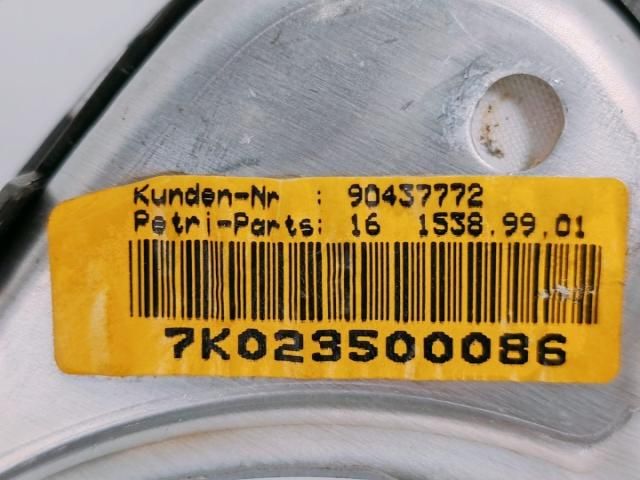 Kunden-Nr : 90437772
Petri-Parts: 16 1538.99.01
7K023500086